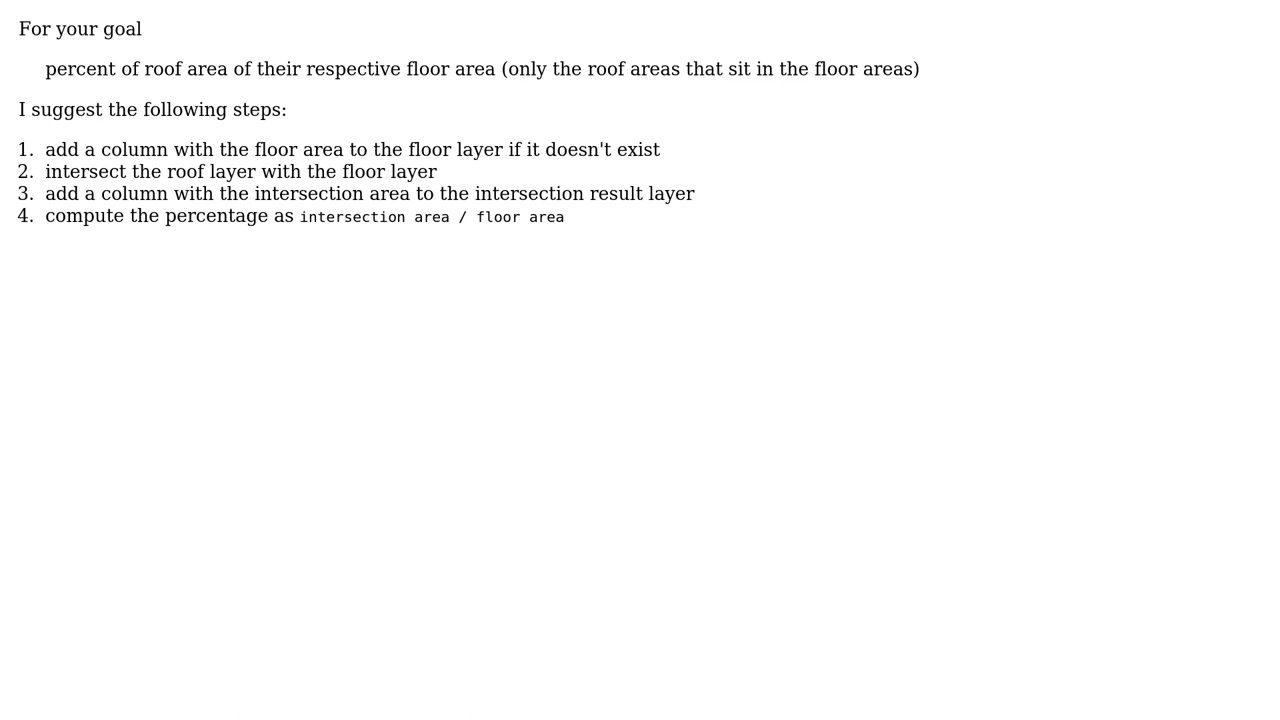 For your goal
percent of roof area of their respective floor area (only the roof areas that sit in the floor areas)
I suggest the following steps:
1. add a column with the floor area to the floor layer if it doesn't exist
2. intersect the roof layer with the floor layer
3. add a column with the intersection area to the intersection result layer
4. compute the percentage as intersection area / floor area